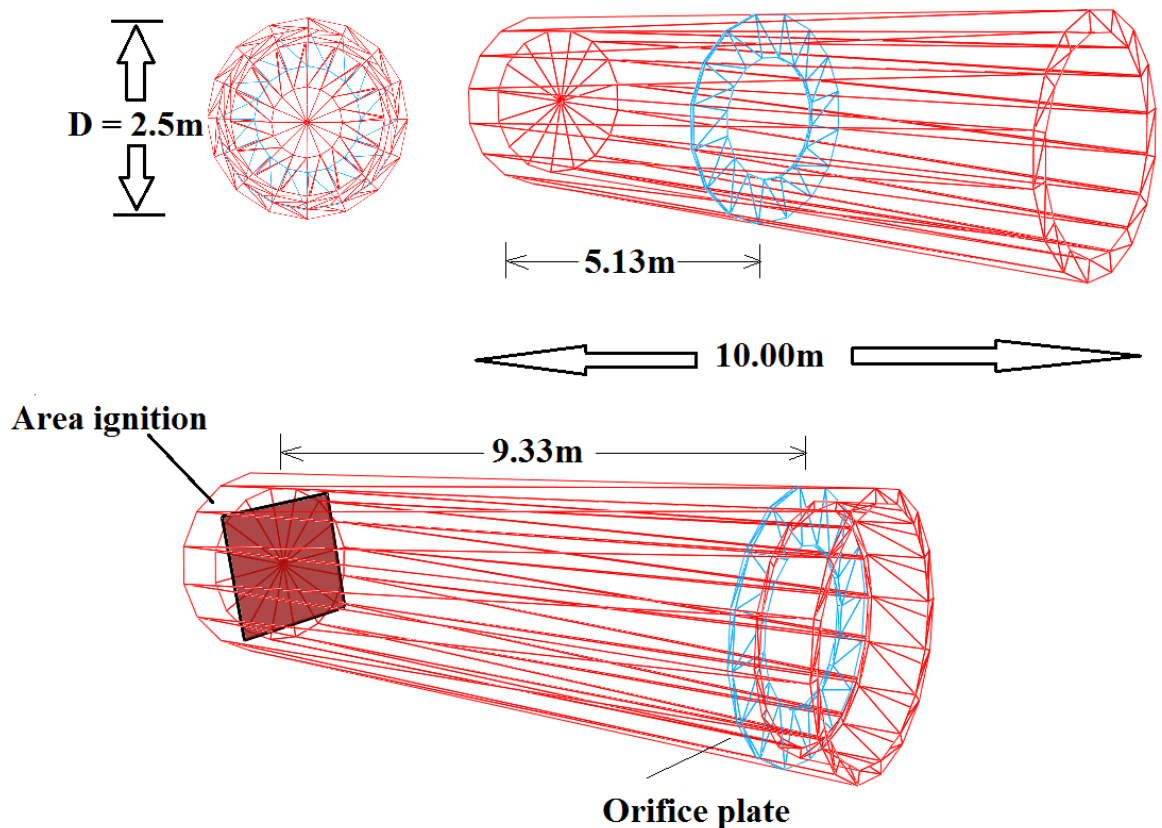 D = 2.5m
5.13m
10.00m
Area ignition
9.33m
Orifice plate